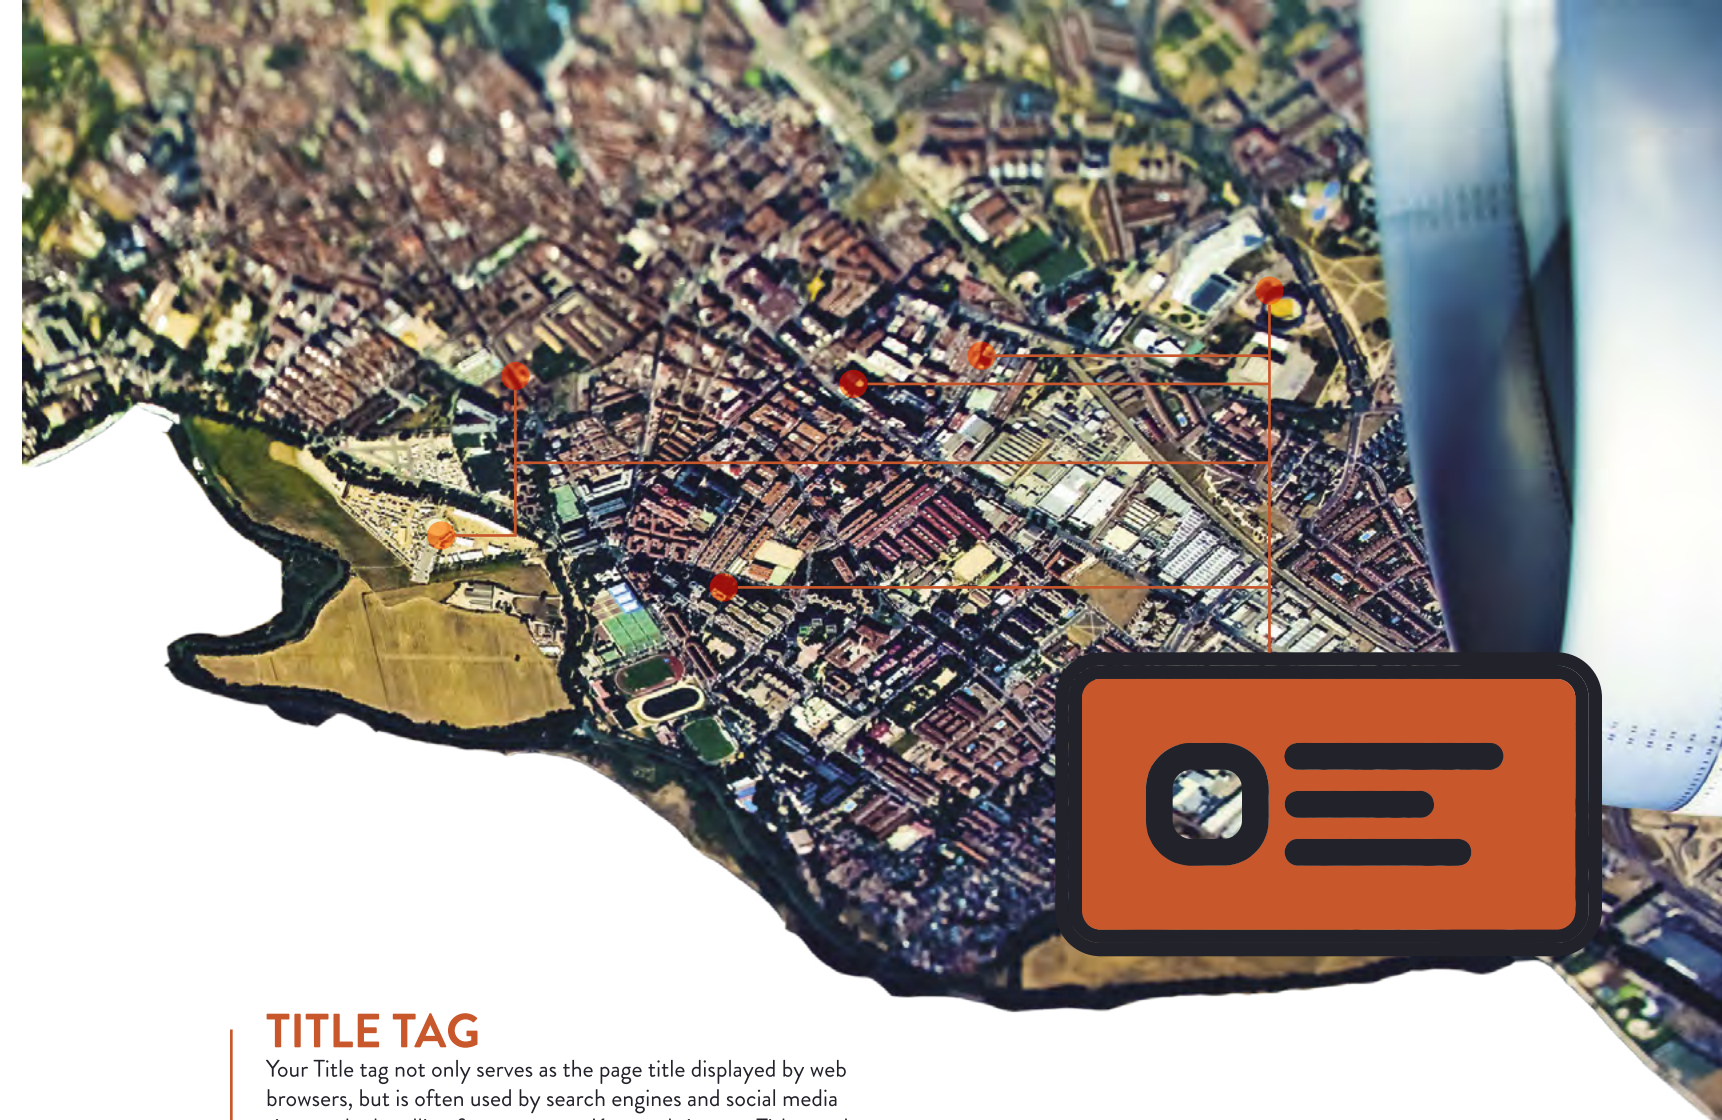 TITLE TAG
Your Title tag not only serves as the page title displayed by web
browsers, but is often used by search engines and social media